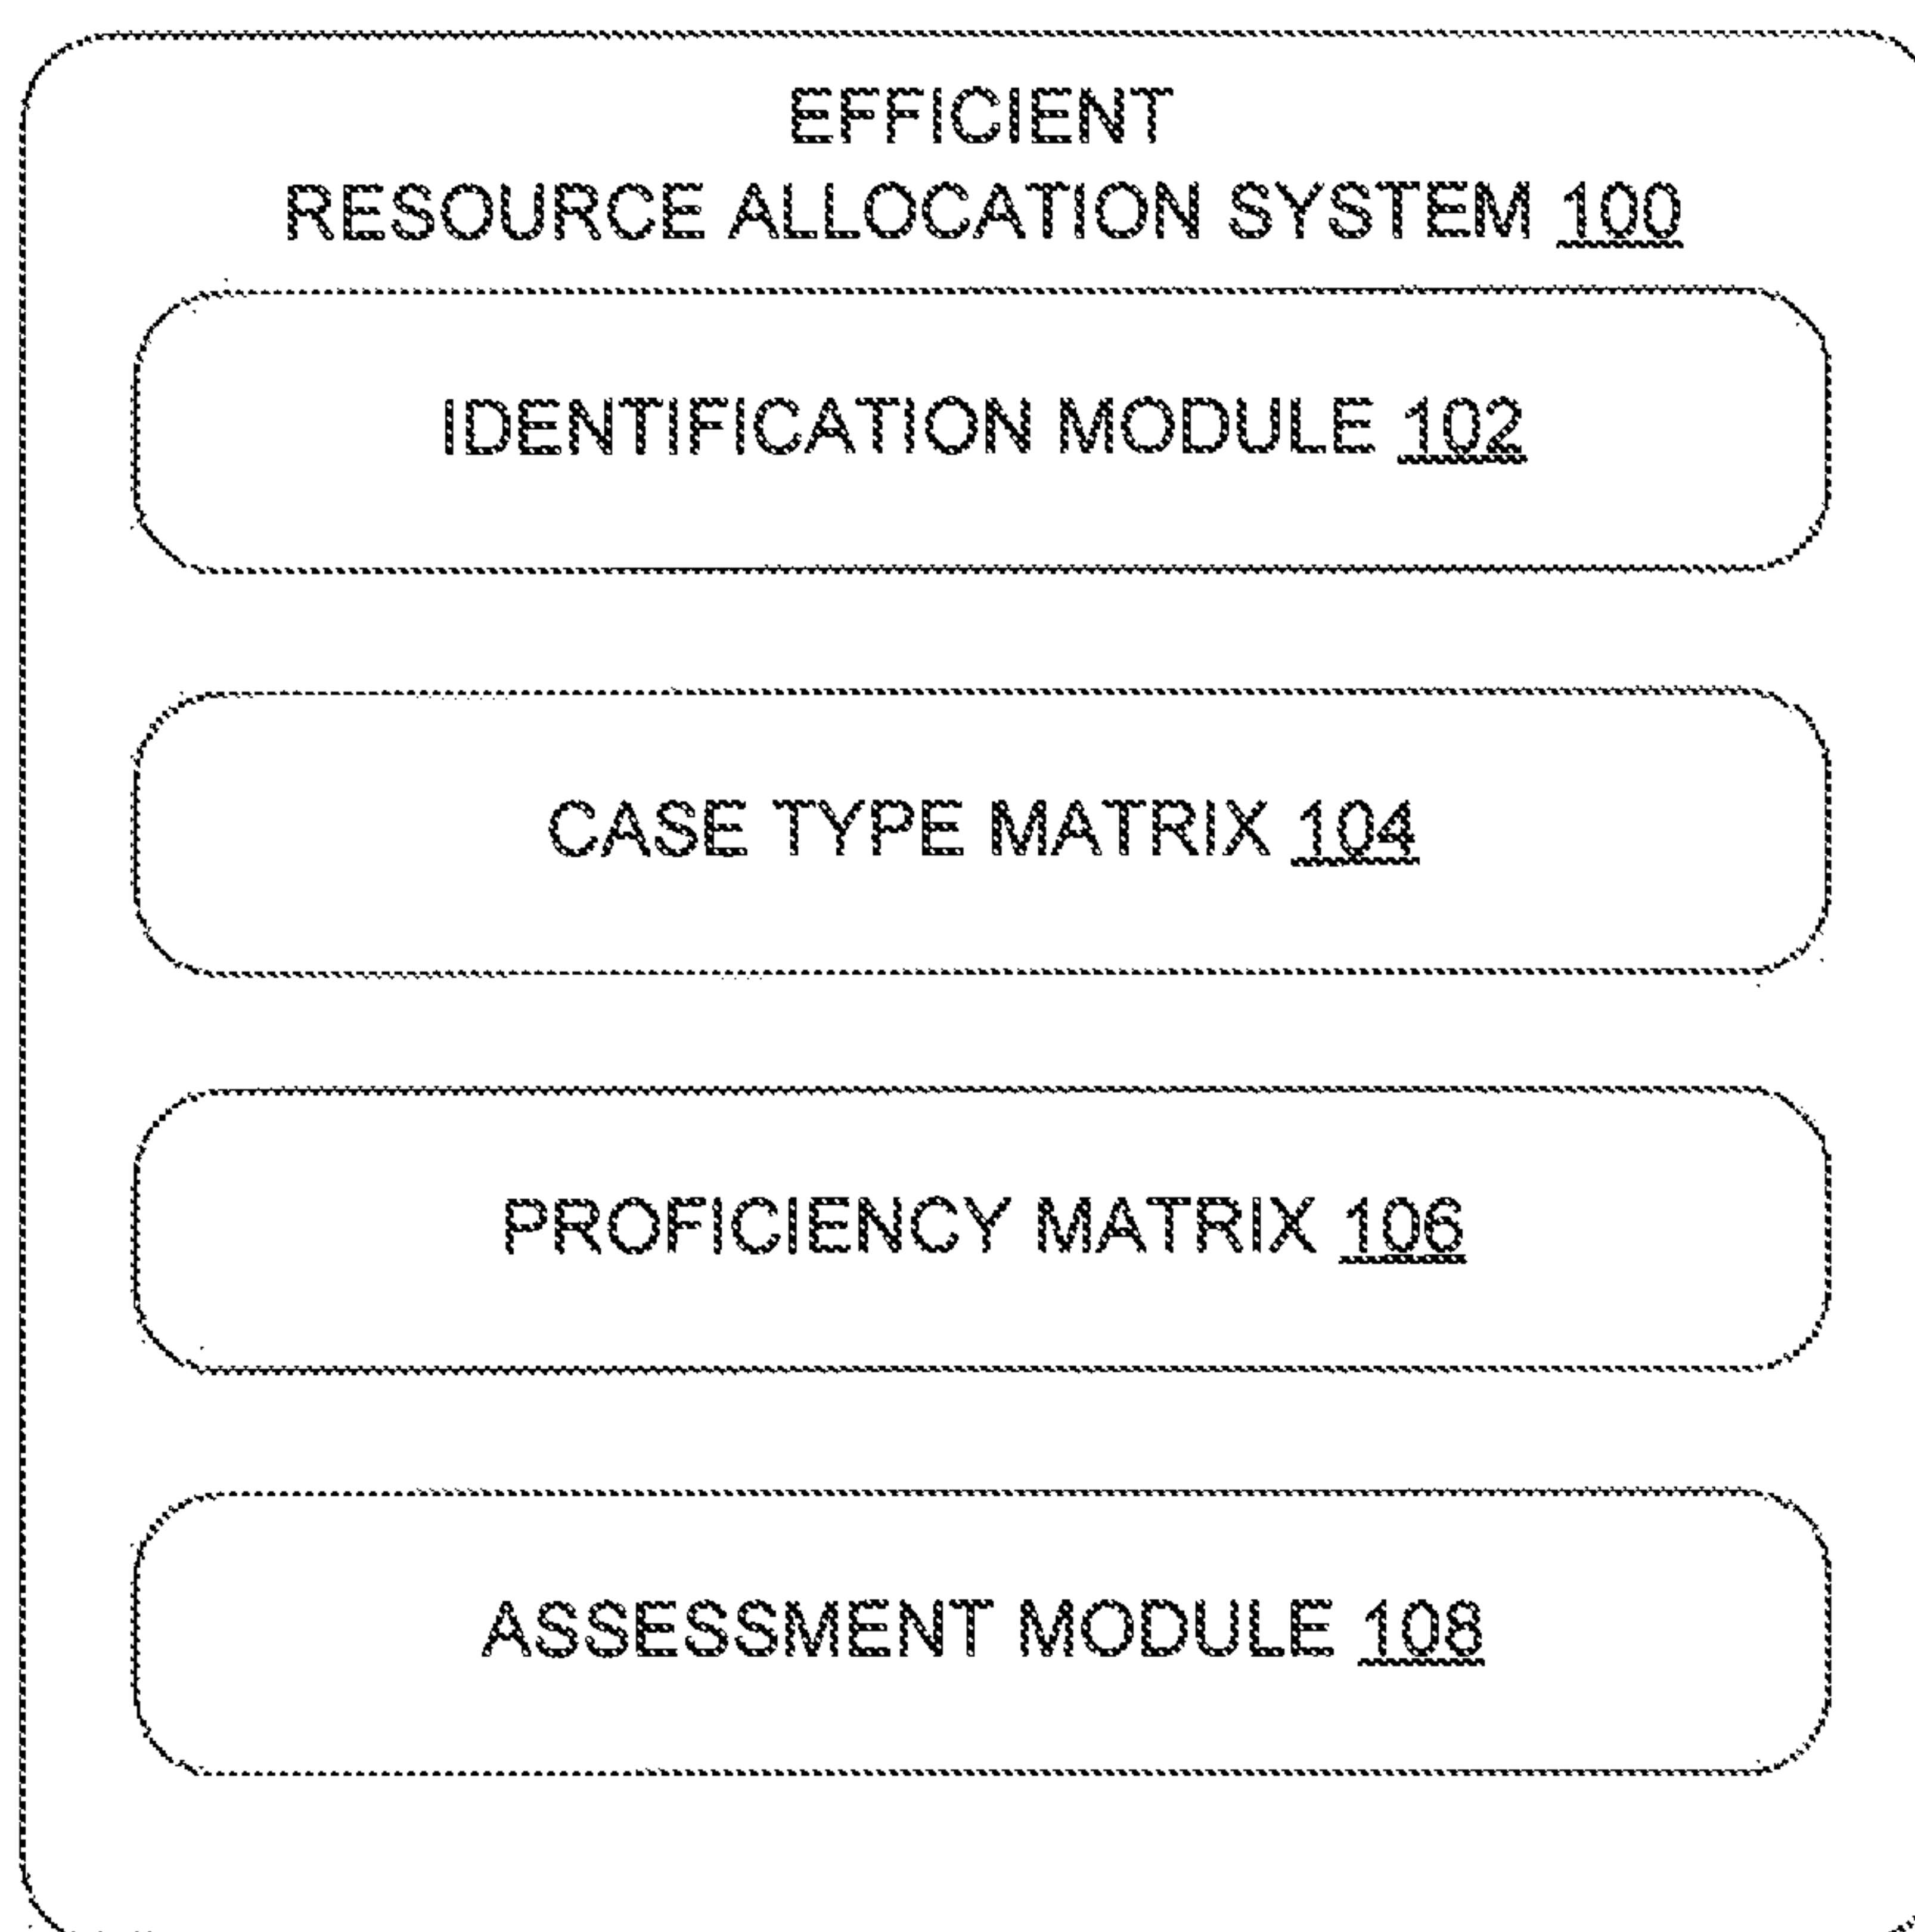 EFFICIENT
RESOURCE ALLOCATION SYSTEM 100
IDENTIFICATION MODULE 102
CASE TYPE MATRIX 104
PROFICIENCY MATRIX 106
ASSESSMENT MODULE 108